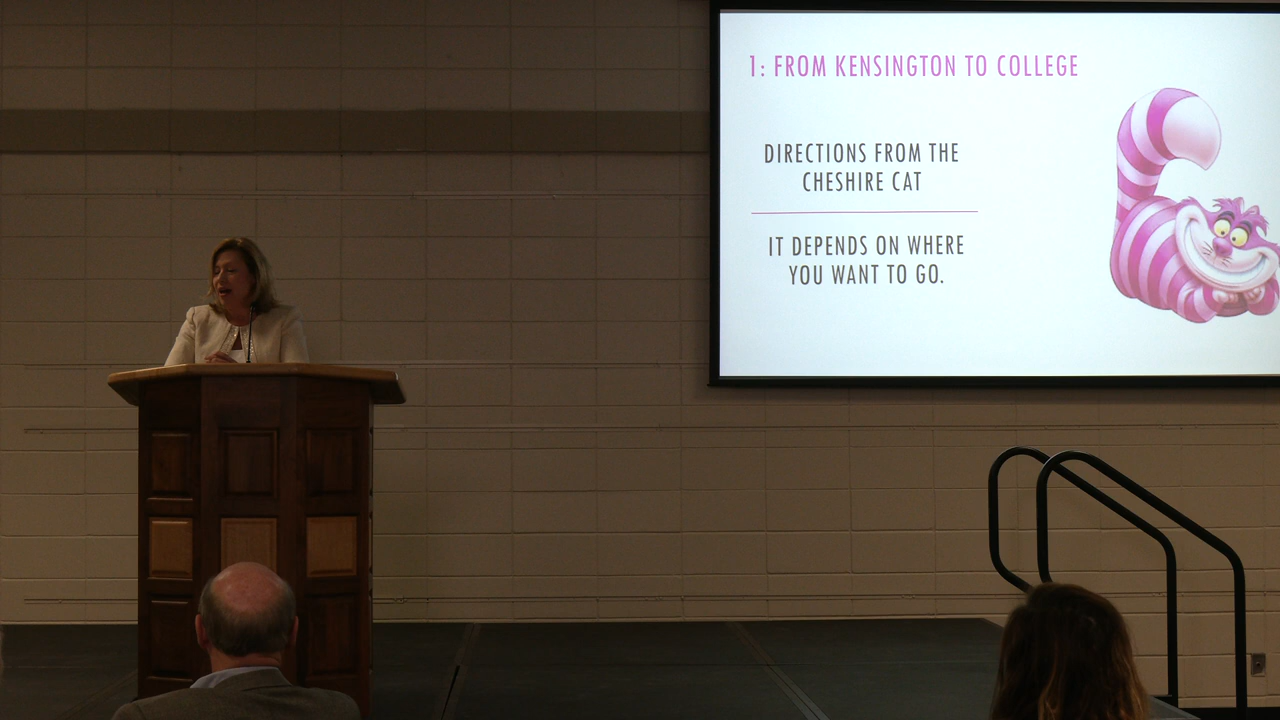 1: FROM KENSINGTON TO COLLEGE
DIRECTIONS FROM THE
CHESHIRE CAT
IT DEPENDS ON WHERE
YOU WANT TO GO.